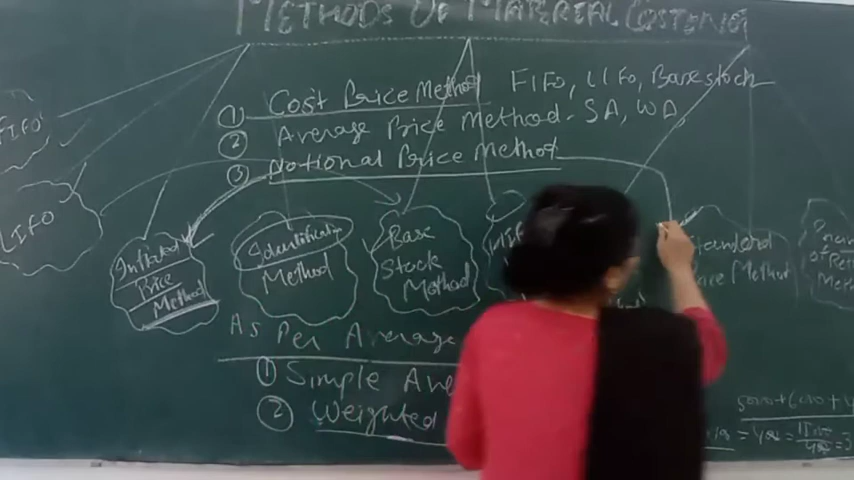 METHODS OF MATERIAL COSTING
① Cost Price Method FIFO, LIFO, Base stock
② Average Price Method - SA, WA
③ Notional Price Method
FIFO
LIFO
Inflated
Price
Method
Identification
Method
Base
Stock
Method
Standard
Method
As Per Average
① Simple Ave
② Weighted